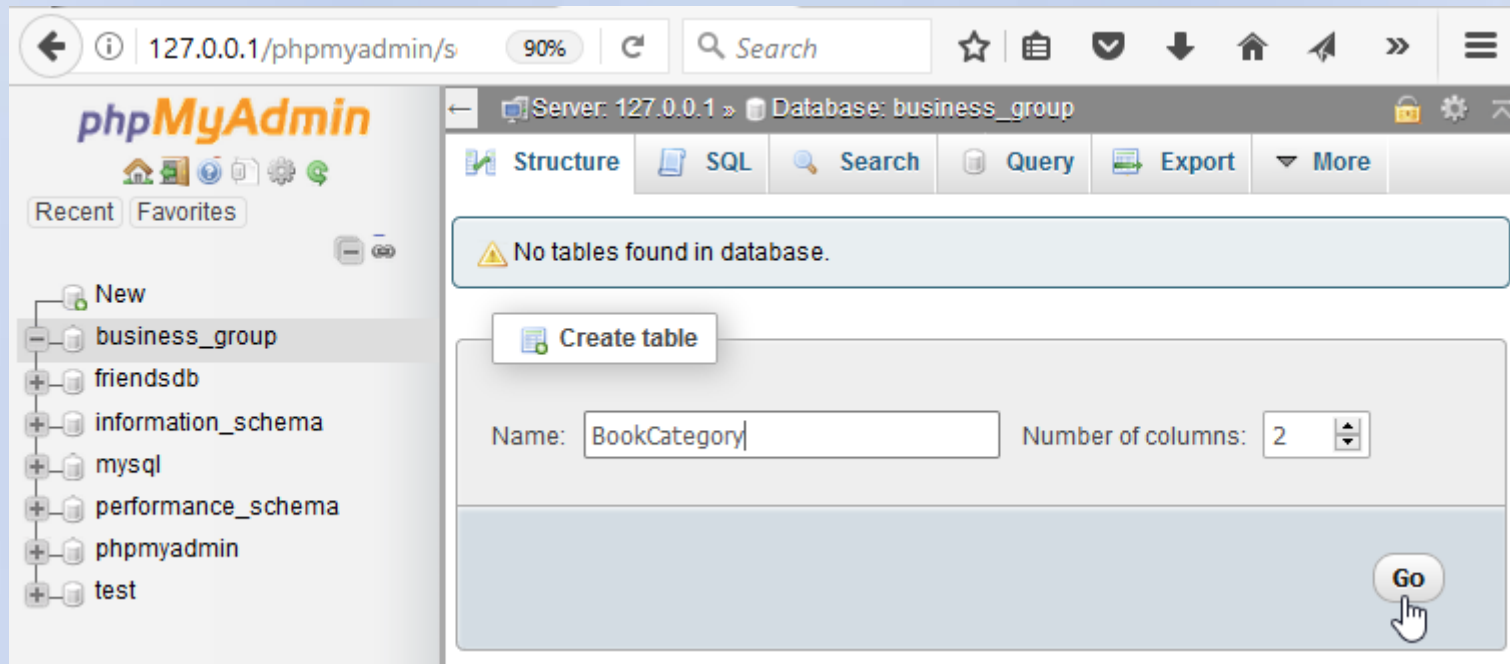 127.0.0.1/phpmyadmin/s
90%
Search
phpMyAdmin
Recent Favorites
New
business_group
friendsdb
information_schema
mysql
performance_schema
phpmyadmin
test
Server: 127.0.0.1 » Database: business_group
Structure SQL Search Query Export More
No tables found in database.
Create table
Name: BookCategory Number of columns: 2
Go